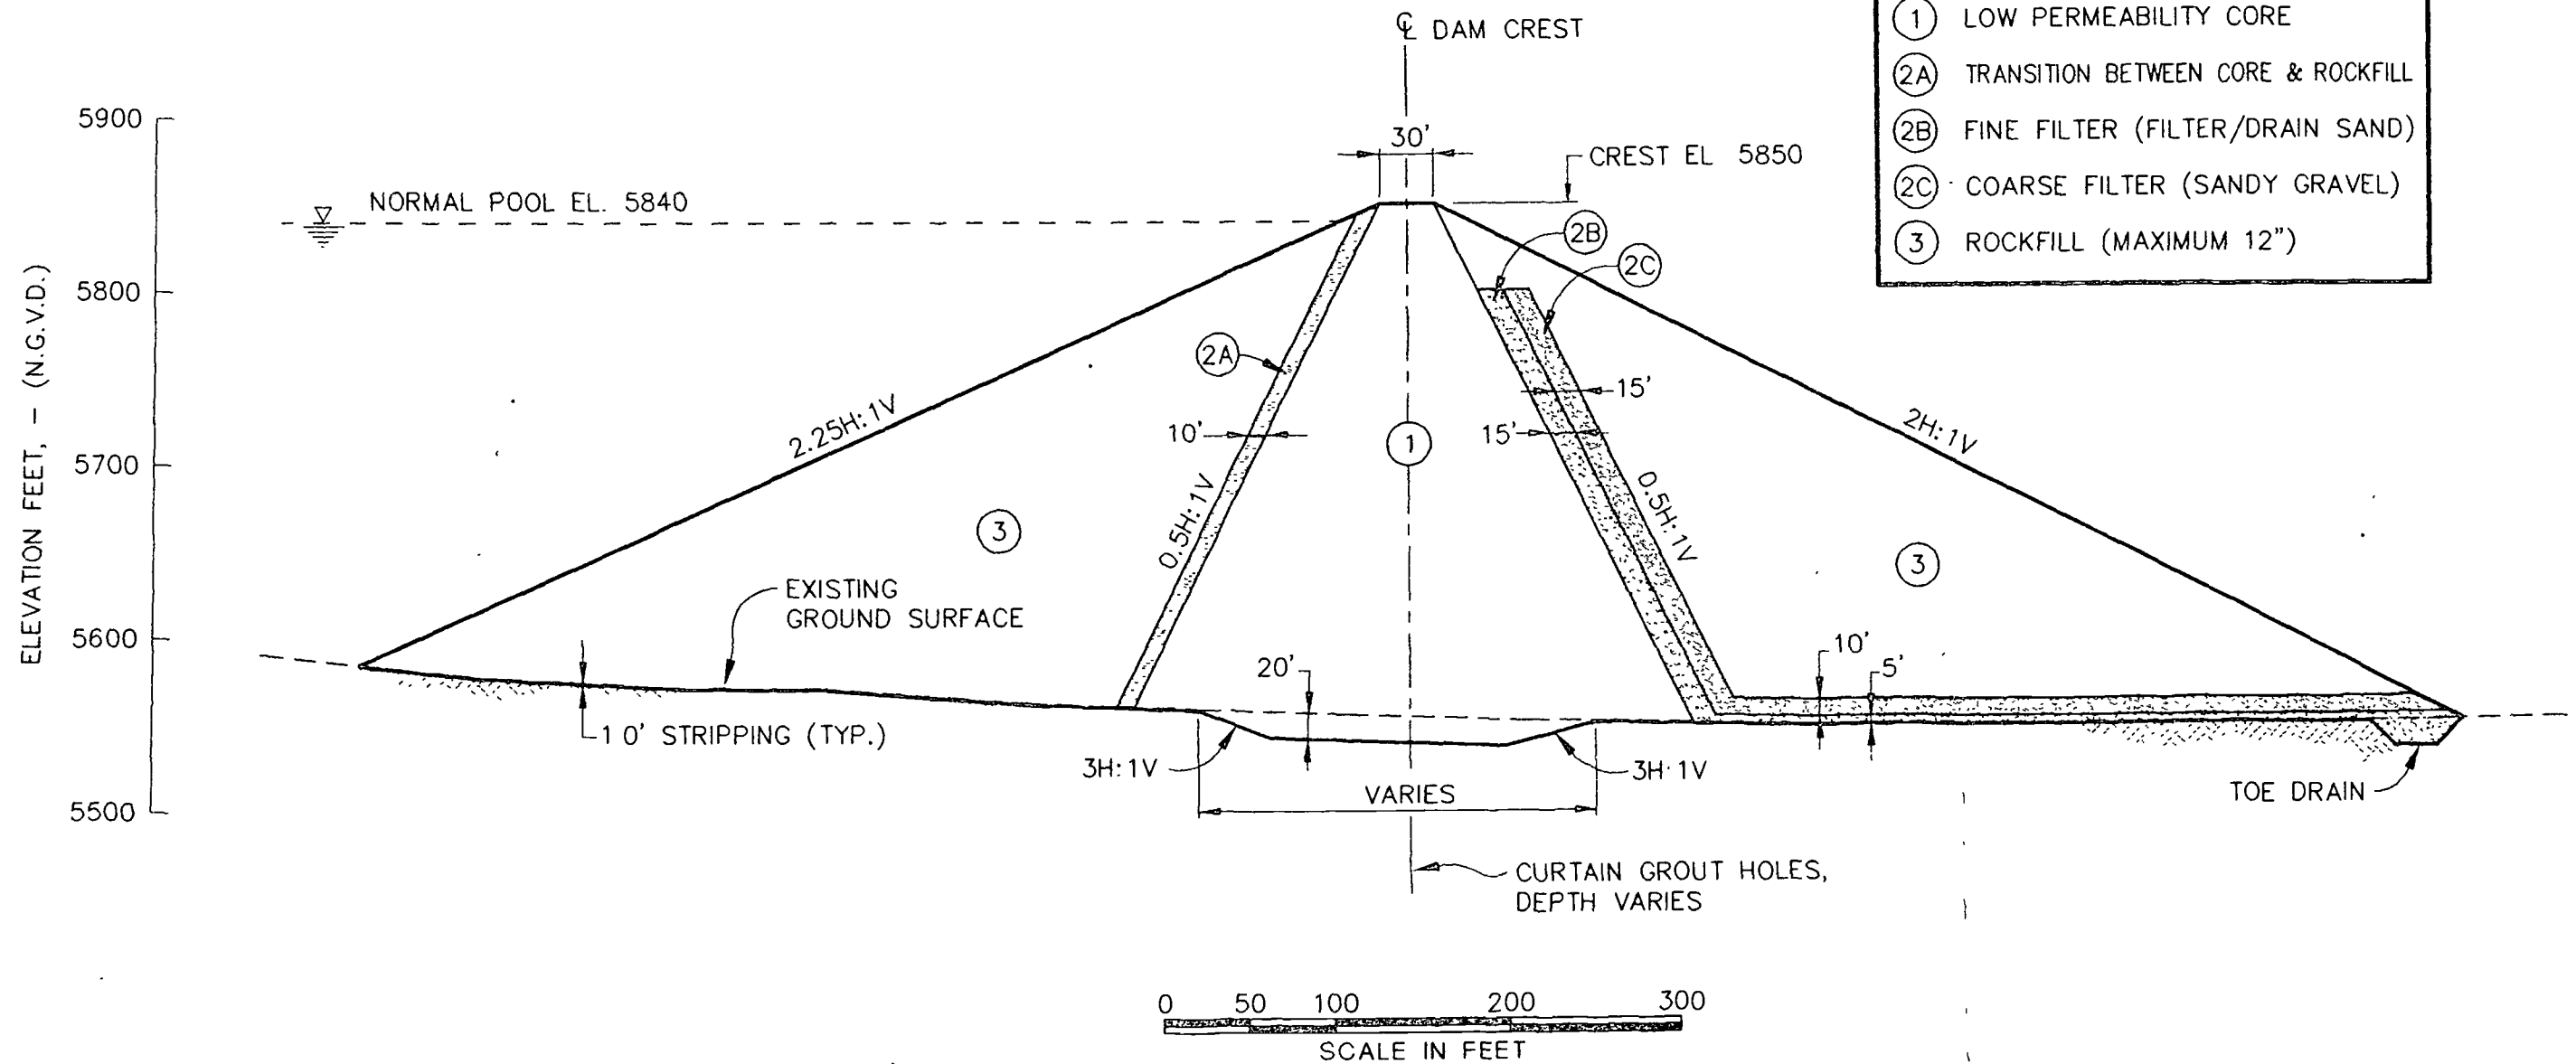 ℄ DAM CREST
1 LOW PERMEABILITY CORE
2A TRANSITION BETWEEN CORE & ROCKFILL
2B FINE FILTER (FILTER/DRAIN SAND)
2C COARSE FILTER (SANDY GRAVEL)
3 ROCKFILL (MAXIMUM 12")
5900
5800
5700
5600
5500
ELEVATION FEET, - (N.G.V.D.)
30'
CREST EL 5850
NORMAL POOL EL. 5840
2B
2C
2A
2.25H:1V
10'
15'
15'
1
2H:1V
0.5H:1V
0.5H:1V
3
3
EXISTING
GROUND SURFACE
10'
5'
20'
1 0' STRIPPING (TYP.)
3H:1V
3H:1V
VARIES
TOE DRAIN
CURTAIN GROUT HOLES,
DEPTH VARIES
0 50 100 200 300
SCALE IN FEET